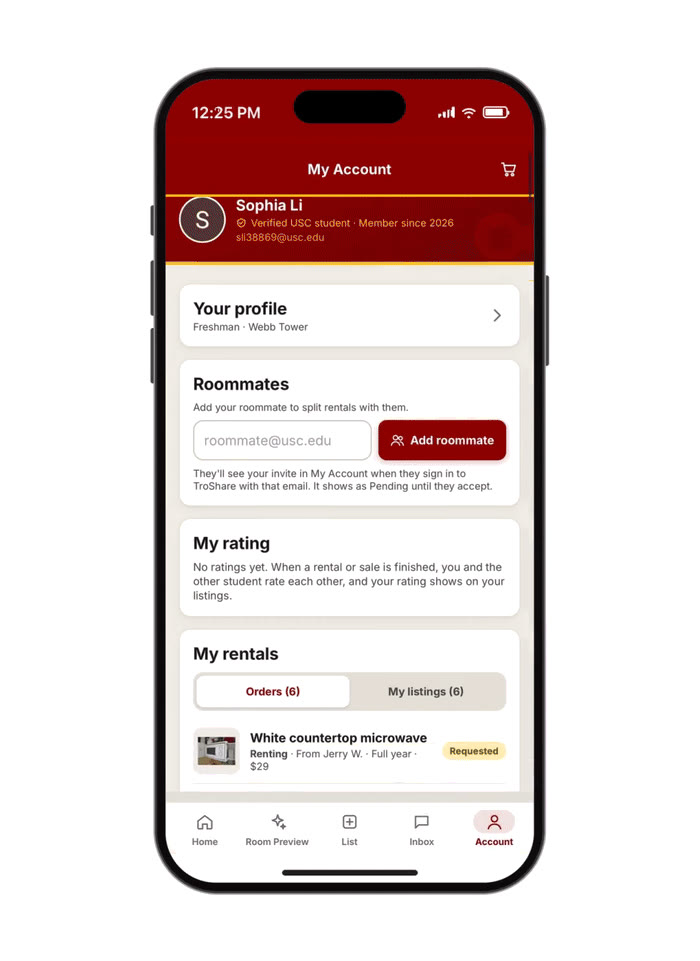 12:25 PM
My Account
S
Sophia Li
Verified USC student · Member since 2026
sli38869@usc.edu
Your profile
Freshman · Webb Tower
Roommates
Add your roommate to split rentals with them.
roommate@usc.edu
Add roommate
They'll see your invite in My Account when they sign in to
TroShare with that email. It shows as Pending until they accept.
My rating
No ratings yet. When a rental or sale is finished, you and the
other student rate each other, and your rating shows on your
listings.
My rentals
Orders (6)
My listings (6)
White countertop microwave
Renting · From Jerry W. · Full year ·
$29
Requested
Home
Room Preview
List
Inbox
Account